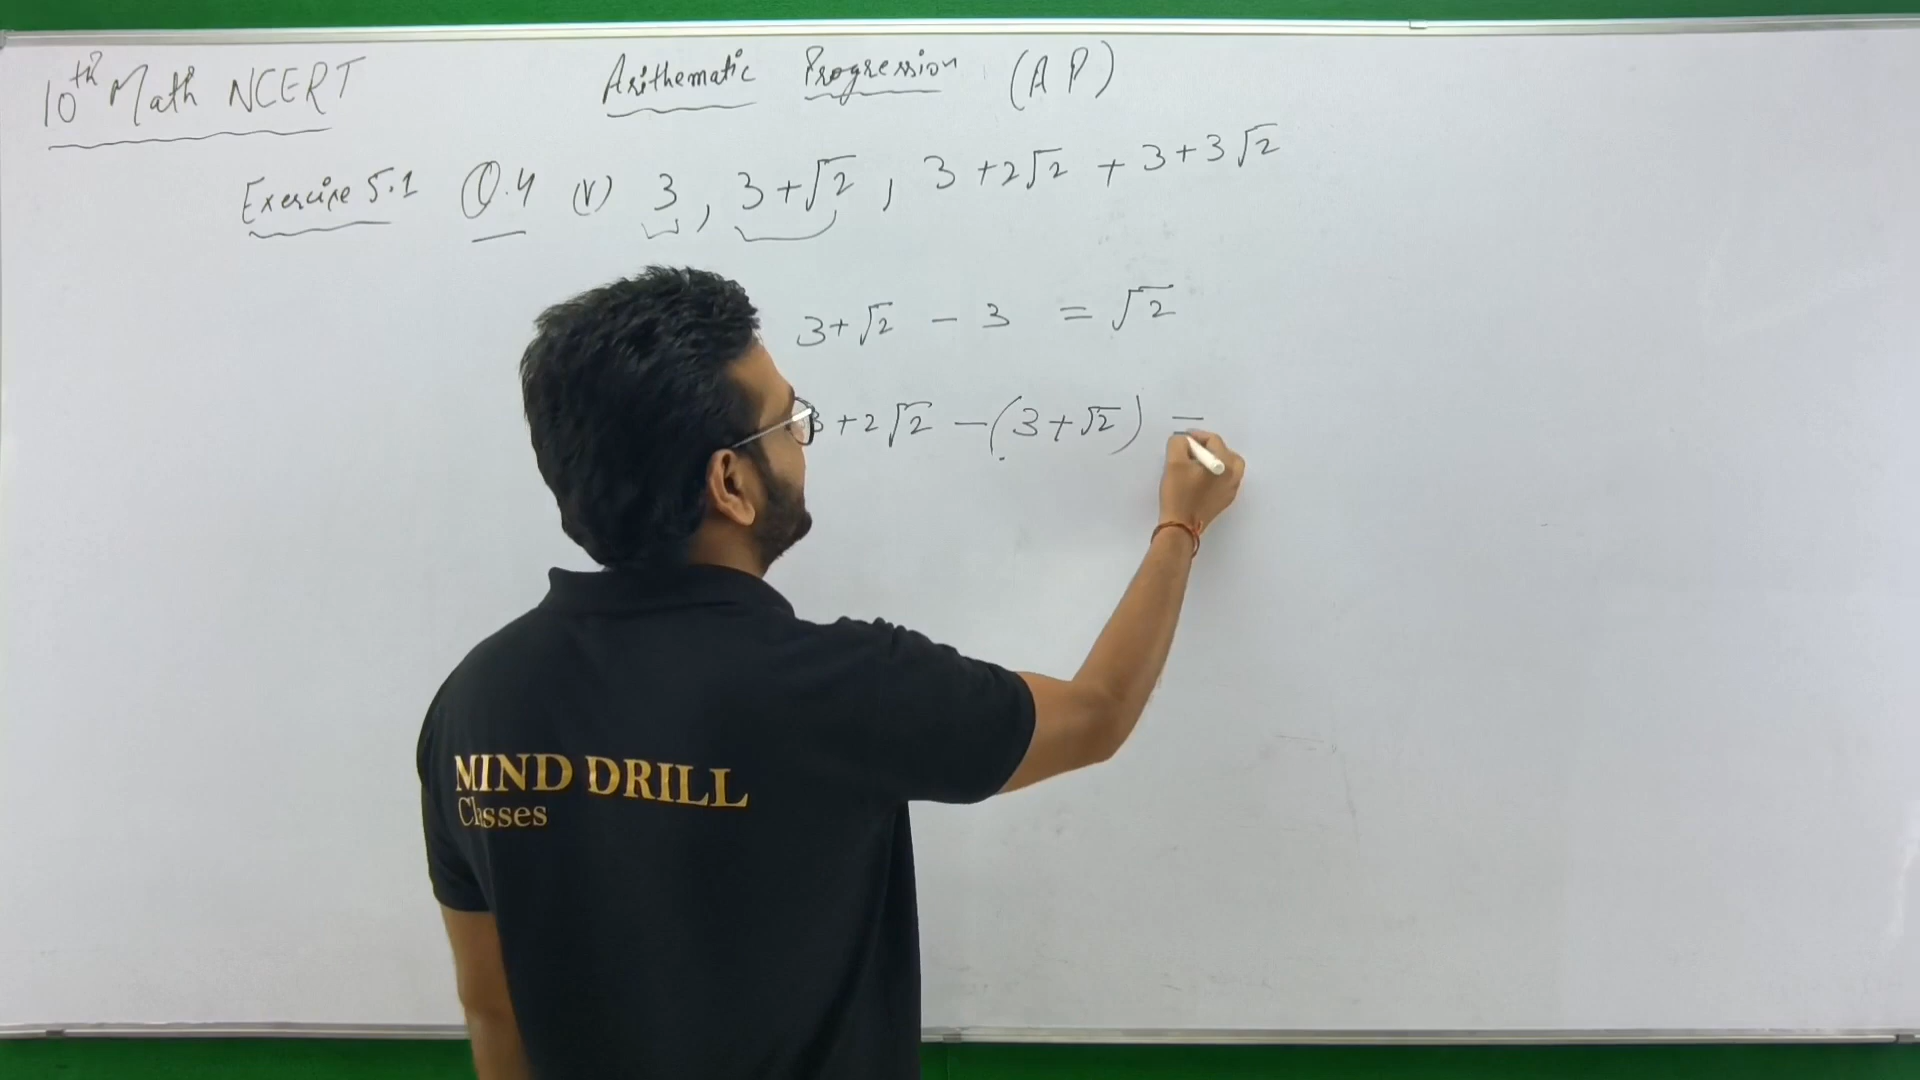 10th Math NCERT
Arithematic Progression (AP)
Exercise 5.1 Q.4 (V) 3, 3+√2, 3+2√2 + 3+3√2
3+√2 - 3 = √2
3+2√2 -(3+√2) =
MIND DRILL
Classes